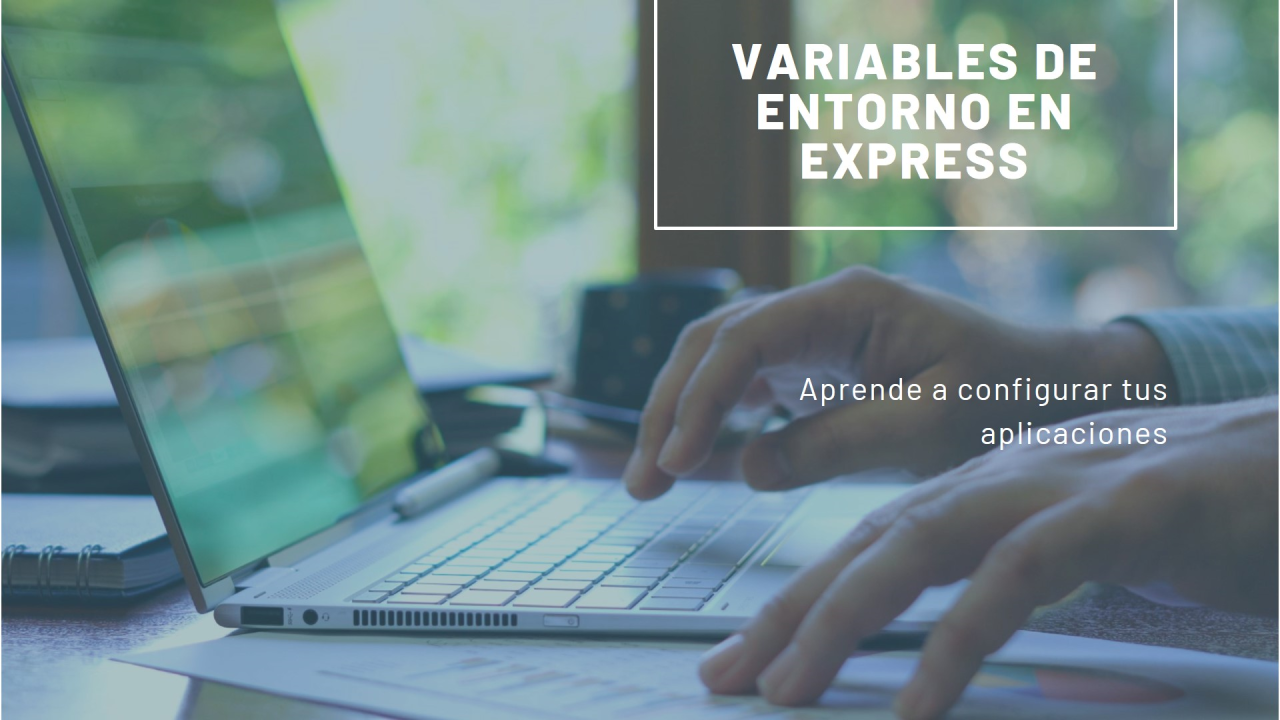 VARIABLES DE
ENTORNO EN
EXPRESS
Aprende a configurar tus
aplicaciones